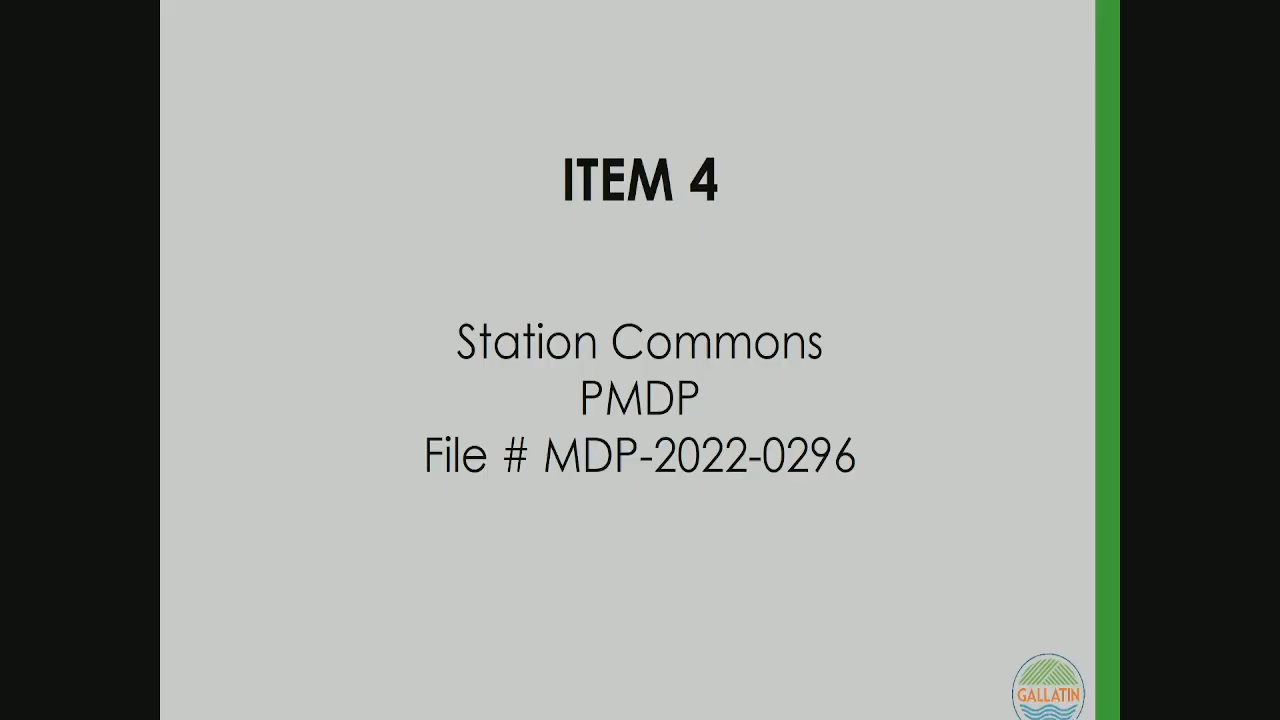 ITEM 4
Station Commons
PMDP
File # MDP-2022-0296
GALLATIN